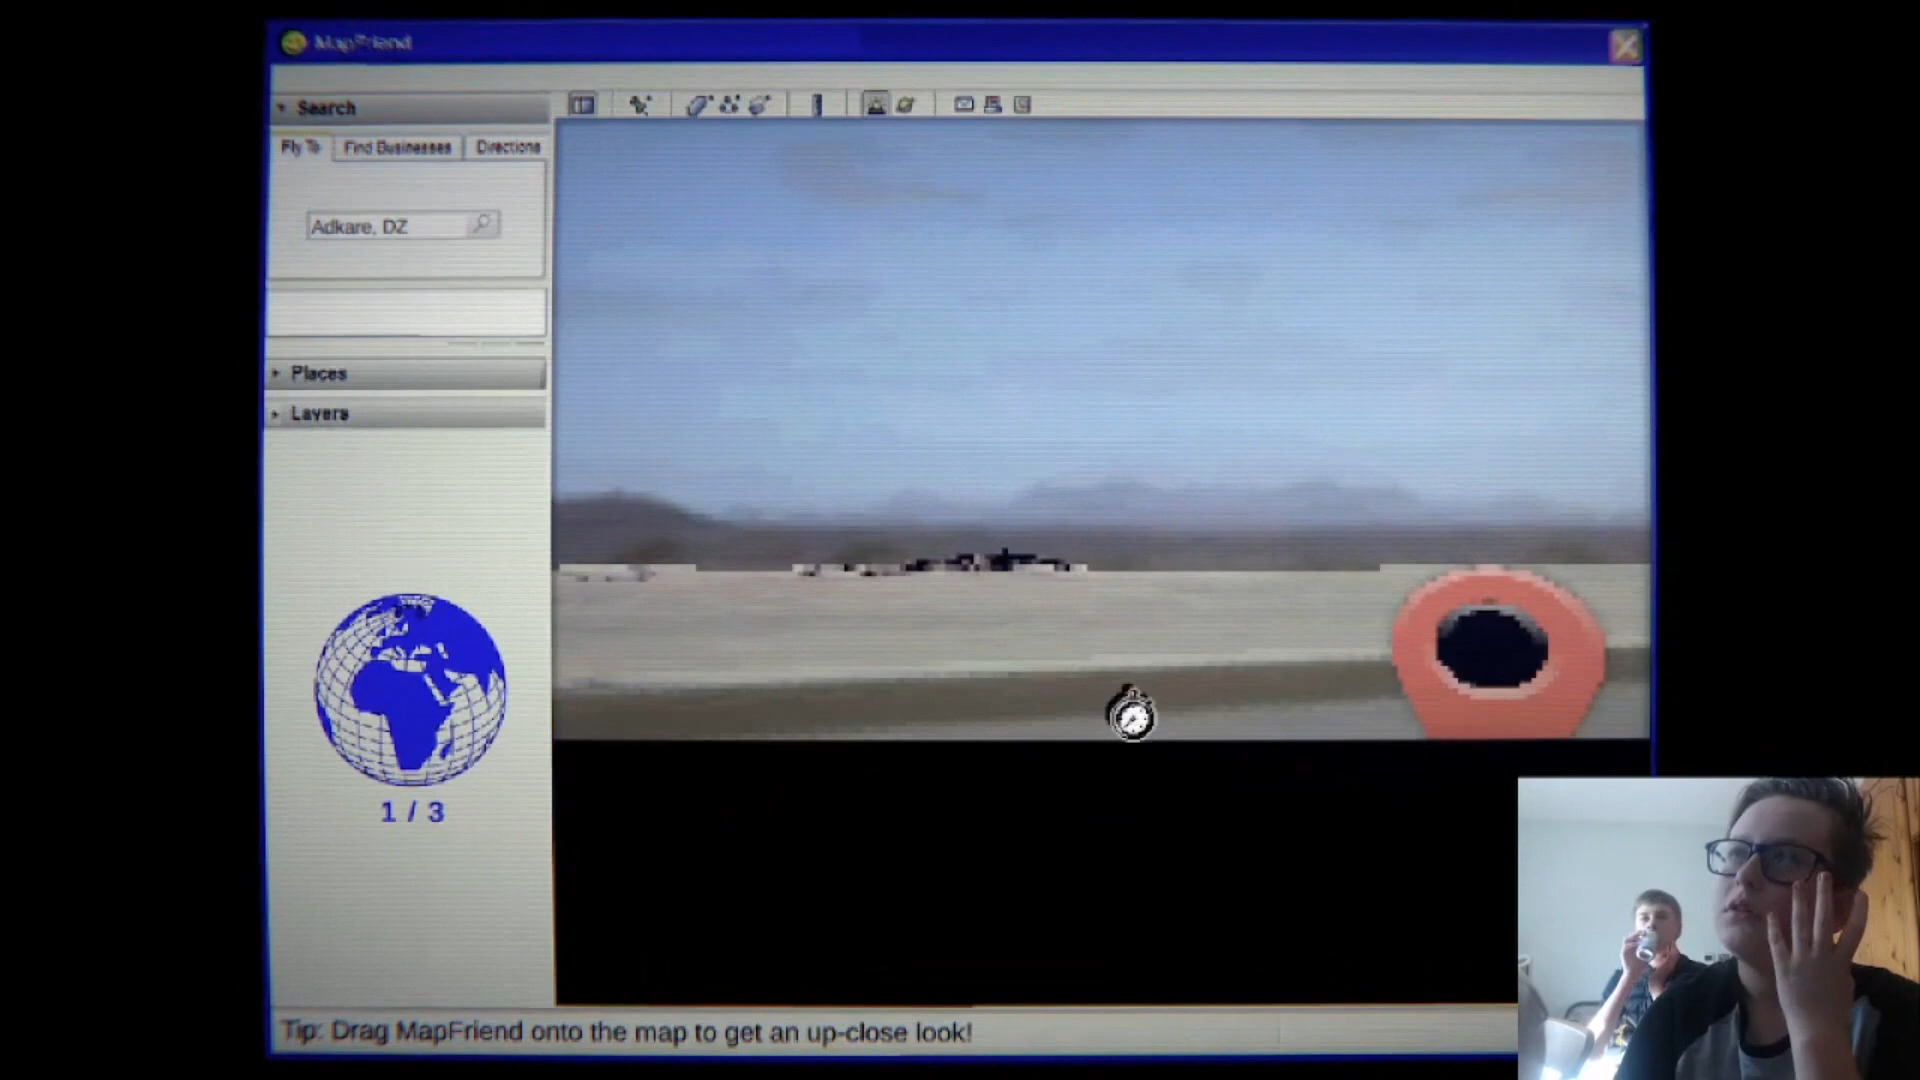 MapFriend
Search
Fly To
Find Businesses
Directions
Adkare, DZ
Places
Layers
1 / 3
Tip: Drag MapFriend onto the map to get an up-close look!